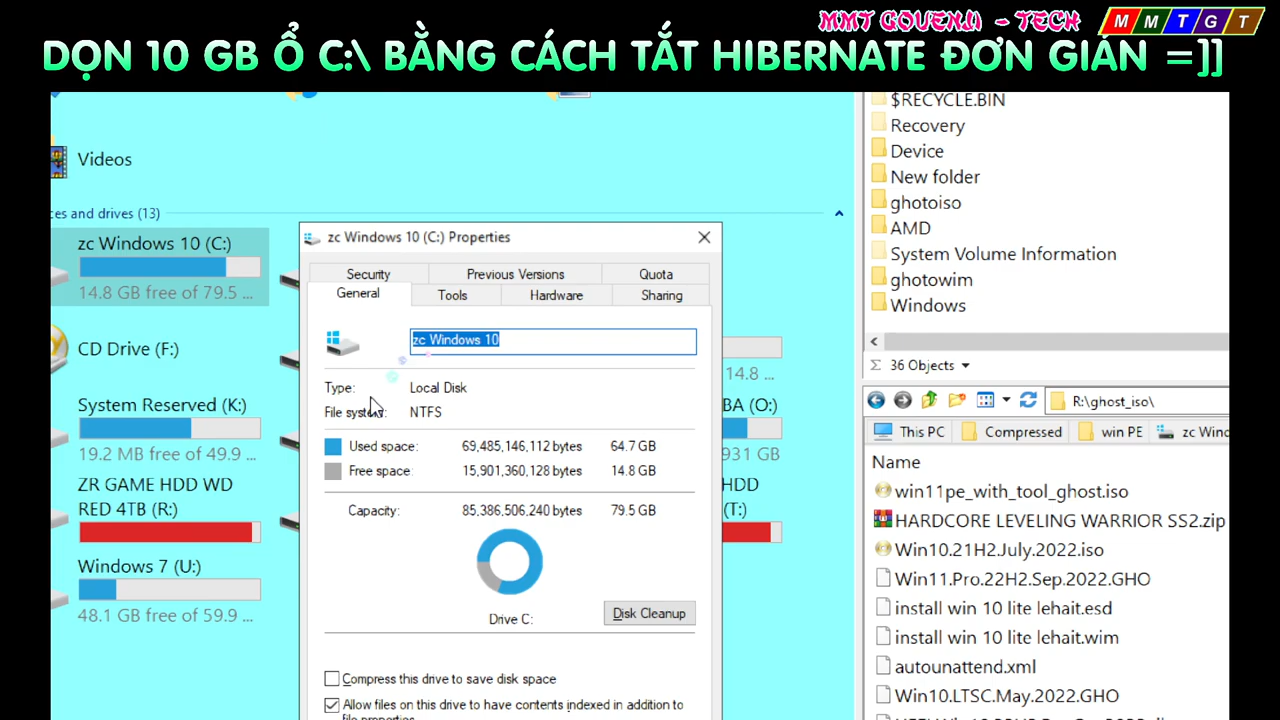 MMT GOUENJI - TECH
MMTGT
DỌN 10 GB Ổ C:\ BẰNG CÁCH TẮT HIBERNATE ĐƠN GIẢN =]]
Videos
ces and drives (13)
zc Windows 10 (C:)
14.8 GB free of 79.5 ...
CD Drive (F:)
System Reserved (K:)
19.2 MB free of 49.9 ...
ZR GAME HDD WD
RED 4TB (R:)
Windows 7 (U:)
48.1 GB free of 59.9 ...
zc Windows 10 (C:) Properties
Security
Previous Versions
Quota
General
Tools
Hardware
Sharing
zc Windows 10
Type: Local Disk
File system: NTFS
Used space: 69,485,146,112 bytes 64.7 GB
Free space: 15,901,360,128 bytes 14.8 GB
Capacity: 85,386,506,240 bytes 79.5 GB
Drive C:
Disk Cleanup
Compress this drive to save disk space
Allow files on this drive to have contents indexed in addition to
file properties
14.8 ...
BA (O:)
931 GB
HDD
(T:)
$RECYCLE.BIN
Recovery
Device
New folder
ghotoiso
AMD
System Volume Information
ghotowim
Windows
36 Objects
R:\ghost_iso\
This PC
Compressed
win PE
zc Wind
Name
win11pe_with_tool_ghost.iso
HARDCORE LEVELING WARRIOR SS2.zip
Win10.21H2.July.2022.iso
Win11.Pro.22H2.Sep.2022.GHO
install win 10 lite lehait.esd
install win 10 lite lehait.wim
autounattend.xml
Win10.LTSC.May.2022.GHO